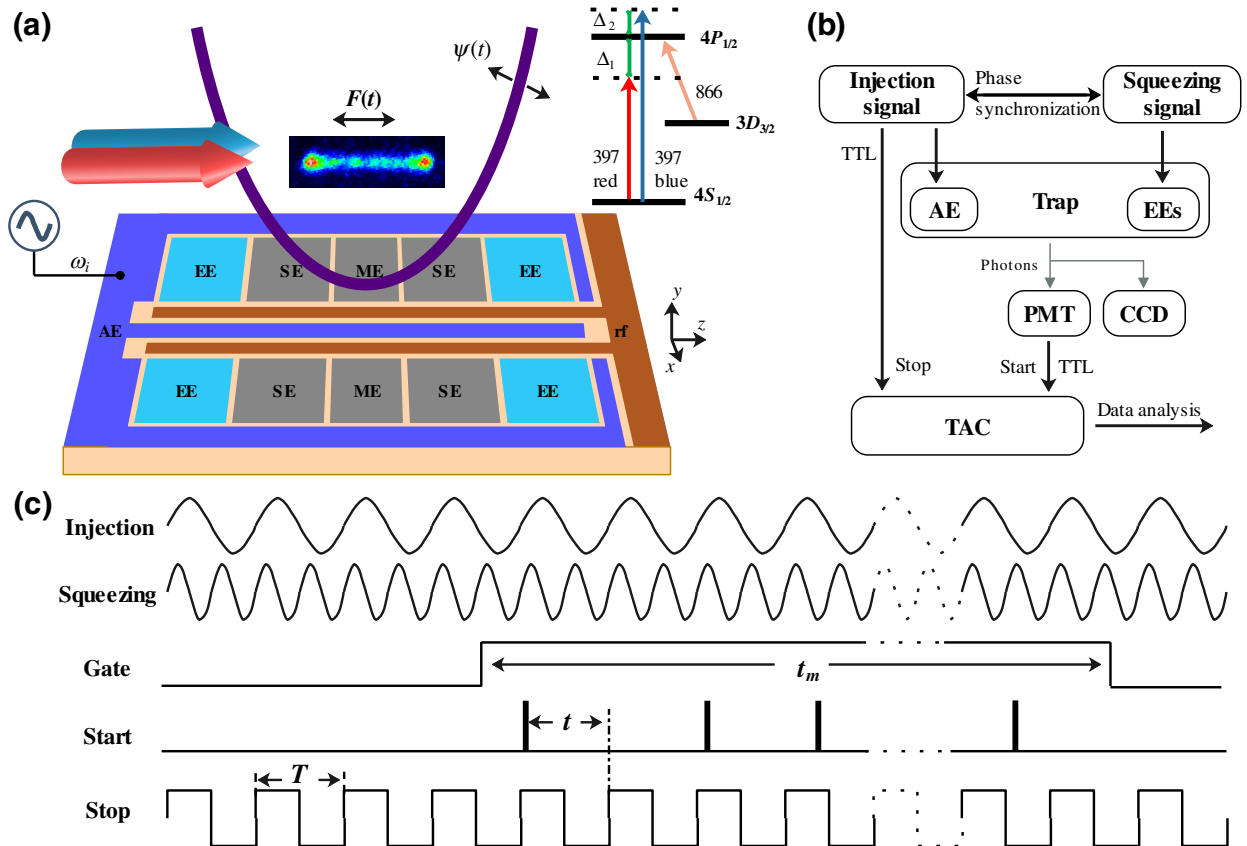 (a)
ψ(t)
F(t)
Δ₂
4P₁/₂
Δ₁
866
3D₃/₂
397 red
397 blue
4S₁/₂
ωᵢ
EE SE ME SE EE
AE
rf
EE SE ME SE EE
y
z
x
(b)
Injection signal
Phase synchronization
Squeezing signal
TTL
AE
Trap
EEs
Photons
PMT
CCD
Stop
Start
TTL
TAC
Data analysis
(c)
Injection
Squeezing
Gate
tₘ
Start
t
T
Stop